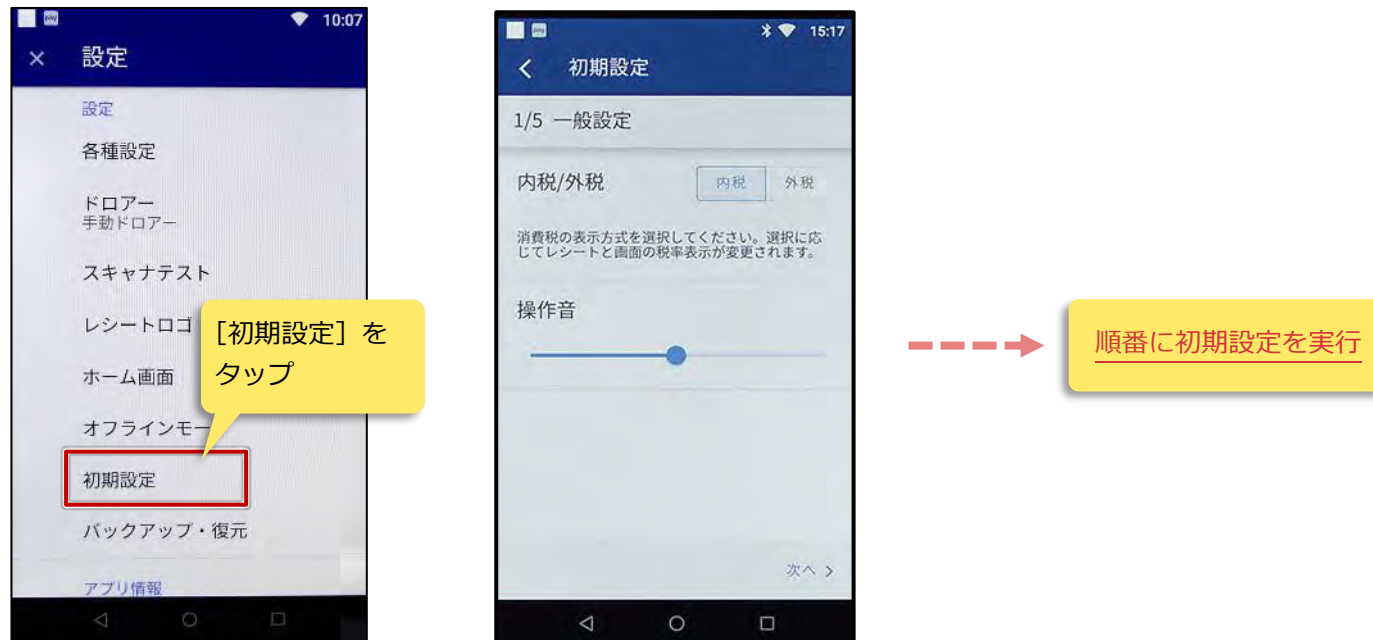 pay
10:07
× 設定
設定
各種設定
ドロアー
手動ドロアー
スキャナテスト
レシートロゴ
ホーム画面
オフラインモー
初期設定
バックアップ・復元
アプリ情報
［初期設定］を
タップ
pay
15:17
初期設定
1/5 一般設定
内税/外税 内税 外税
消費税の表示方式を選択してください。選択に応
じてレシートと画面の税率表示が変更されます。
操作音
次へ >
順番に初期設定を実行